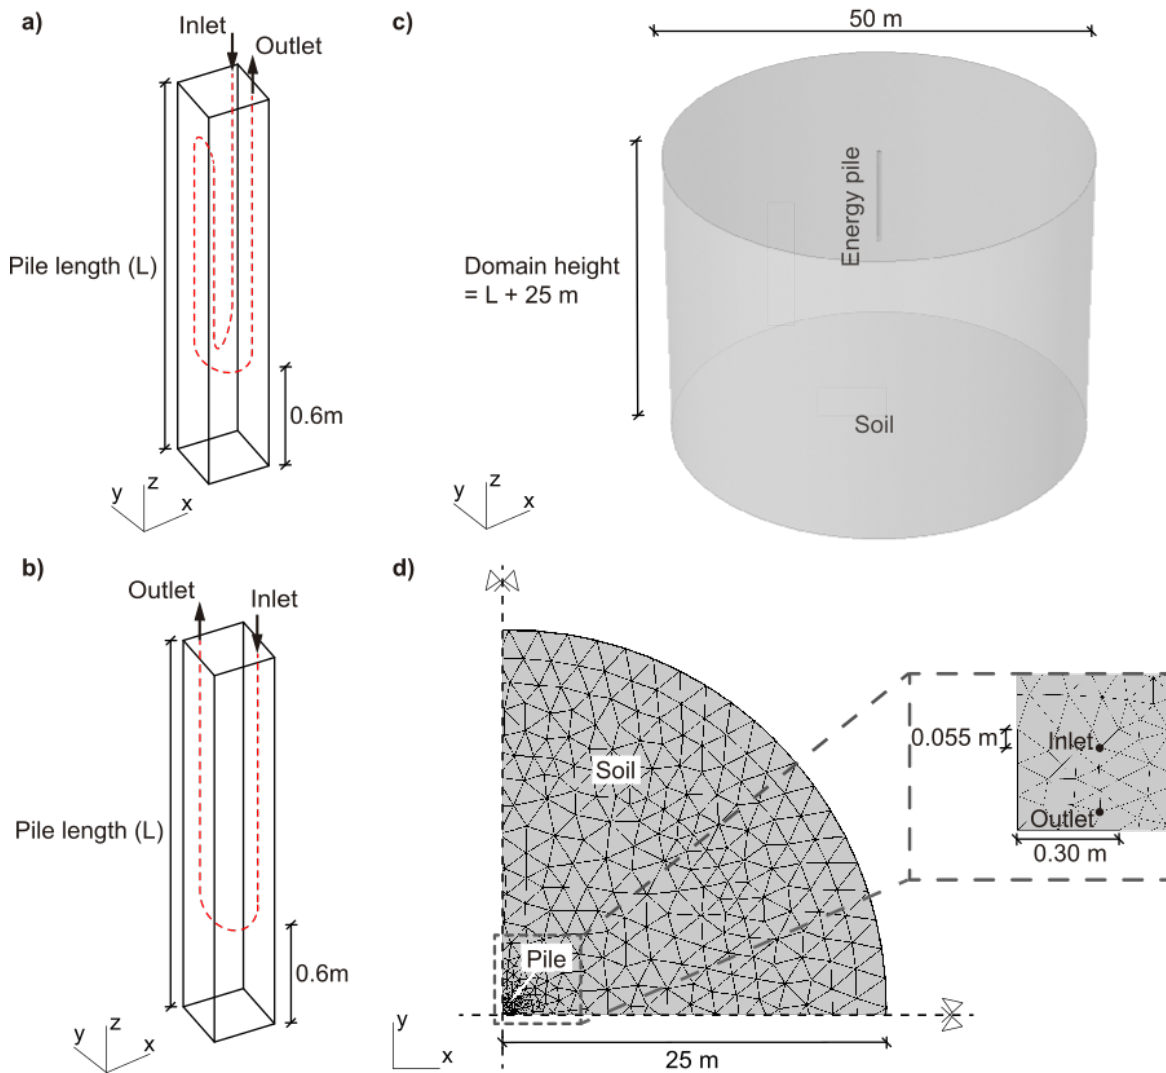 a)
Inlet
Outlet
Pile length (L)
0.6m
y
z
x
b)
Outlet
Inlet
Pile length (L)
0.6m
y
z
x
c)
50 m
Energy pile
Domain height
= L + 25 m
Soil
y
z
x
d)
Soil
Pile
y
x
25 m
0.055 m
Inlet
Outlet
0.30 m